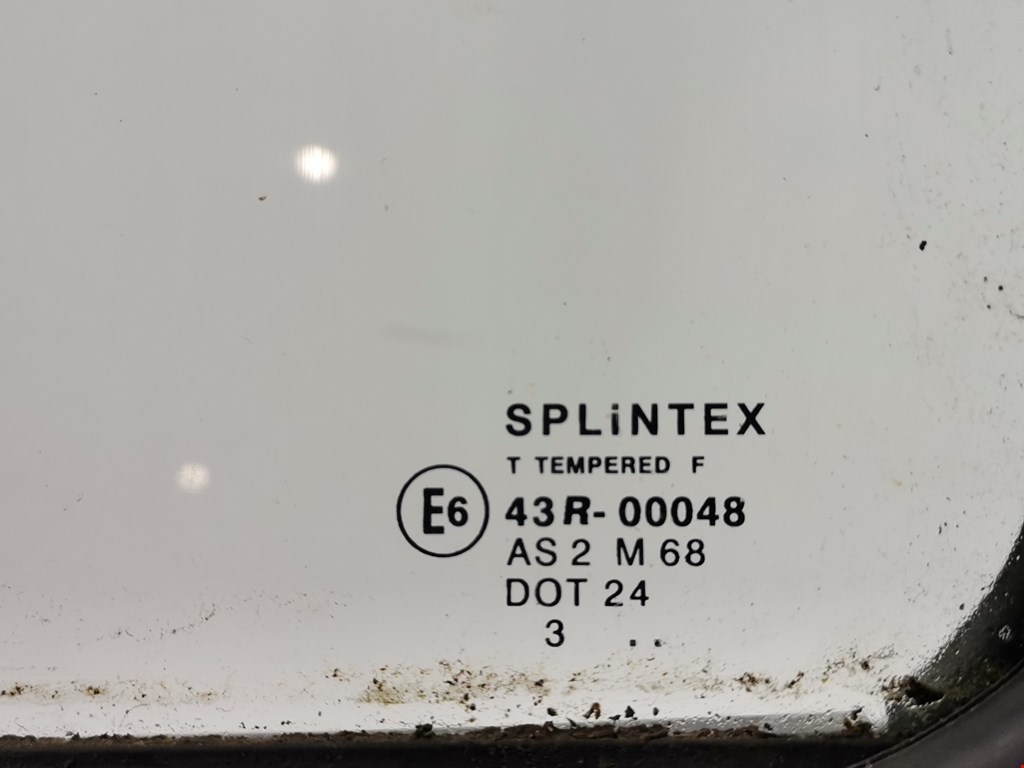 SPLiNTEX
T TEMPERED F
E6 43R-00048
AS 2 M 68
DOT 24
3 ..